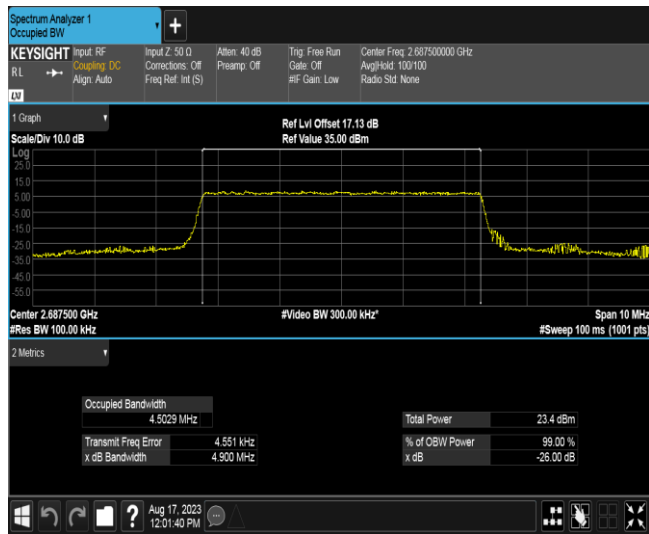 Spectrum Analyzer 1
Occupied BW
+
KEYSIGHT Input: RF Input Z: 50 Ω Atten: 40 dB Trig: Free Run Center Freq: 2.687500000 GHz
RL Coupling: DC Corrections: Off Preamp: Off Gate: Off Avg|Hold: 100/100
Align: Auto Freq Ref: Int (S) #IF Gain: Low Radio Std: None
LXI
1 Graph
Ref Lvl Offset 17.13 dB
Scale/Div 10.0 dB Ref Value 35.00 dBm
Log
25.0
15.0
5.00
-5.00
-15.0
-25.0
-35.0
-45.0
-55.0
Center 2.687500 GHz #Video BW 300.00 kHz* Span 10 MHz
#Res BW 100.00 kHz #Sweep 100 ms (1001 pts)
2 Metrics
Occupied Bandwidth
4.5029 MHz Total Power 23.4 dBm
Transmit Freq Error 4.551 kHz % of OBW Power 99.00 %
x dB Bandwidth 4.900 MHz x dB -26.00 dB
? Aug 17, 2023
12:01:40 PM